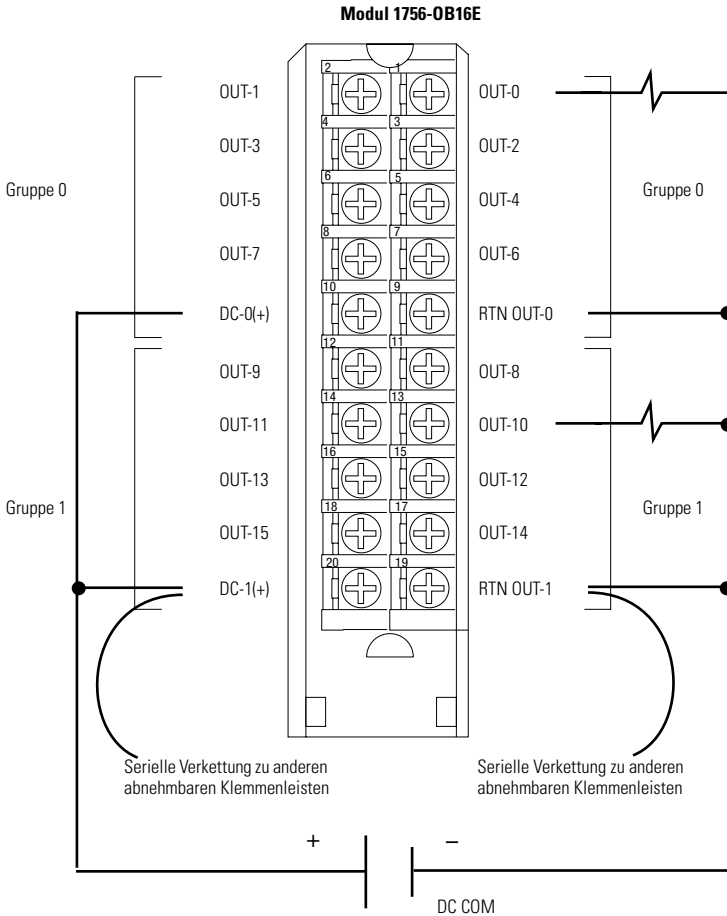 Modul 1756-OB16E
2 1
OUT-1 OUT-0
4 3
OUT-3 OUT-2
Gruppe 0 Gruppe 0
6 5
OUT-5 OUT-4
8 7
OUT-7 OUT-6
10 9
DC-0(+) RTN OUT-0
12 11
OUT-9 OUT-8
14 13
OUT-11 OUT-10
16 15
OUT-13 OUT-12
Gruppe 1 Gruppe 1
18 17
OUT-15 OUT-14
20 19
DC-1(+) RTN OUT-1
Serielle Verkettung zu anderen
abnehmbaren Klemmenleisten
Serielle Verkettung zu anderen
abnehmbaren Klemmenleisten
+ –
DC COM